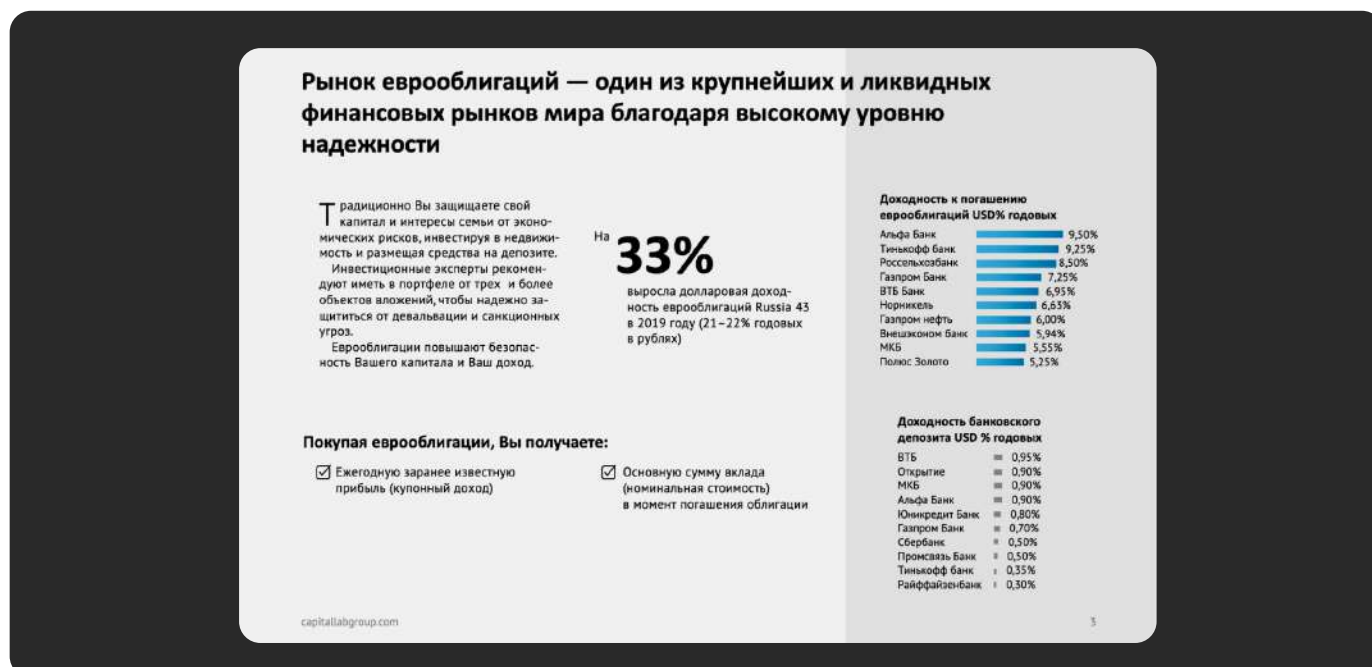 Рынок еврооблигаций — один из крупнейших и ликвидных
финансовых рынков мира благодаря высокому уровню
надежности
Традиционно Вы защищаете свой
капитал и интересы семьи от эконо-
мических рисков, инвестируя в недвижи-
мость и размещая средства на депозите.
Инвестиционные эксперты рекомен-
дуют иметь в портфеле от трех и более
объектов вложений, чтобы надежно за-
щититься от девальвации и санкционных
угроз.
Еврооблигации повышают безопас-
ность Вашего капитала и Ваш доход.
На 33%
выросла долларовая доход-
ность еврооблигаций Russia 43
в 2019 году (21–22% годовых
в рублях)
Покупая еврооблигации, Вы получаете:
Ежегодную заранее известную
прибыль (купонный доход)
Основную сумму вклада
(номинальная стоимость)
в момент погашения облигации
Доходность к погашению
еврооблигаций USD% годовых
Альфа Банк 9,50%
Тинькофф банк 9,25%
Россельхозбанк 8,50%
Газпром Банк 7,25%
ВТБ Банк 6,95%
Норникель 6,63%
Газпром нефть 6,00%
Внешэконом Банк 5,94%
МКБ 5,55%
Полюс Золото 5,25%
Доходность банковского
депозита USD % годовых
ВТБ 0,95%
Открытие 0,90%
МКБ 0,90%
Альфа Банк 0,90%
Юникредит Банк 0,80%
Газпром Банк 0,70%
Сбербанк 0,50%
Промсвязь Банк 0,50%
Тинькофф банк 0,35%
Райффайзенбанк 0,30%
capitallabgroup.com
3